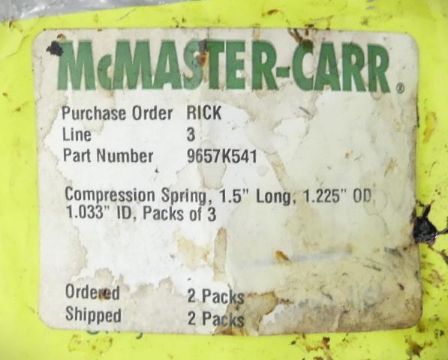 McMASTER-CARR®
Purchase Order RICK
Line 3
Part Number 9657K541
Compression Spring, 1.5" Long, 1.225" OD,
1.033" ID, Packs of 3
Ordered 2 Packs
Shipped 2 Packs